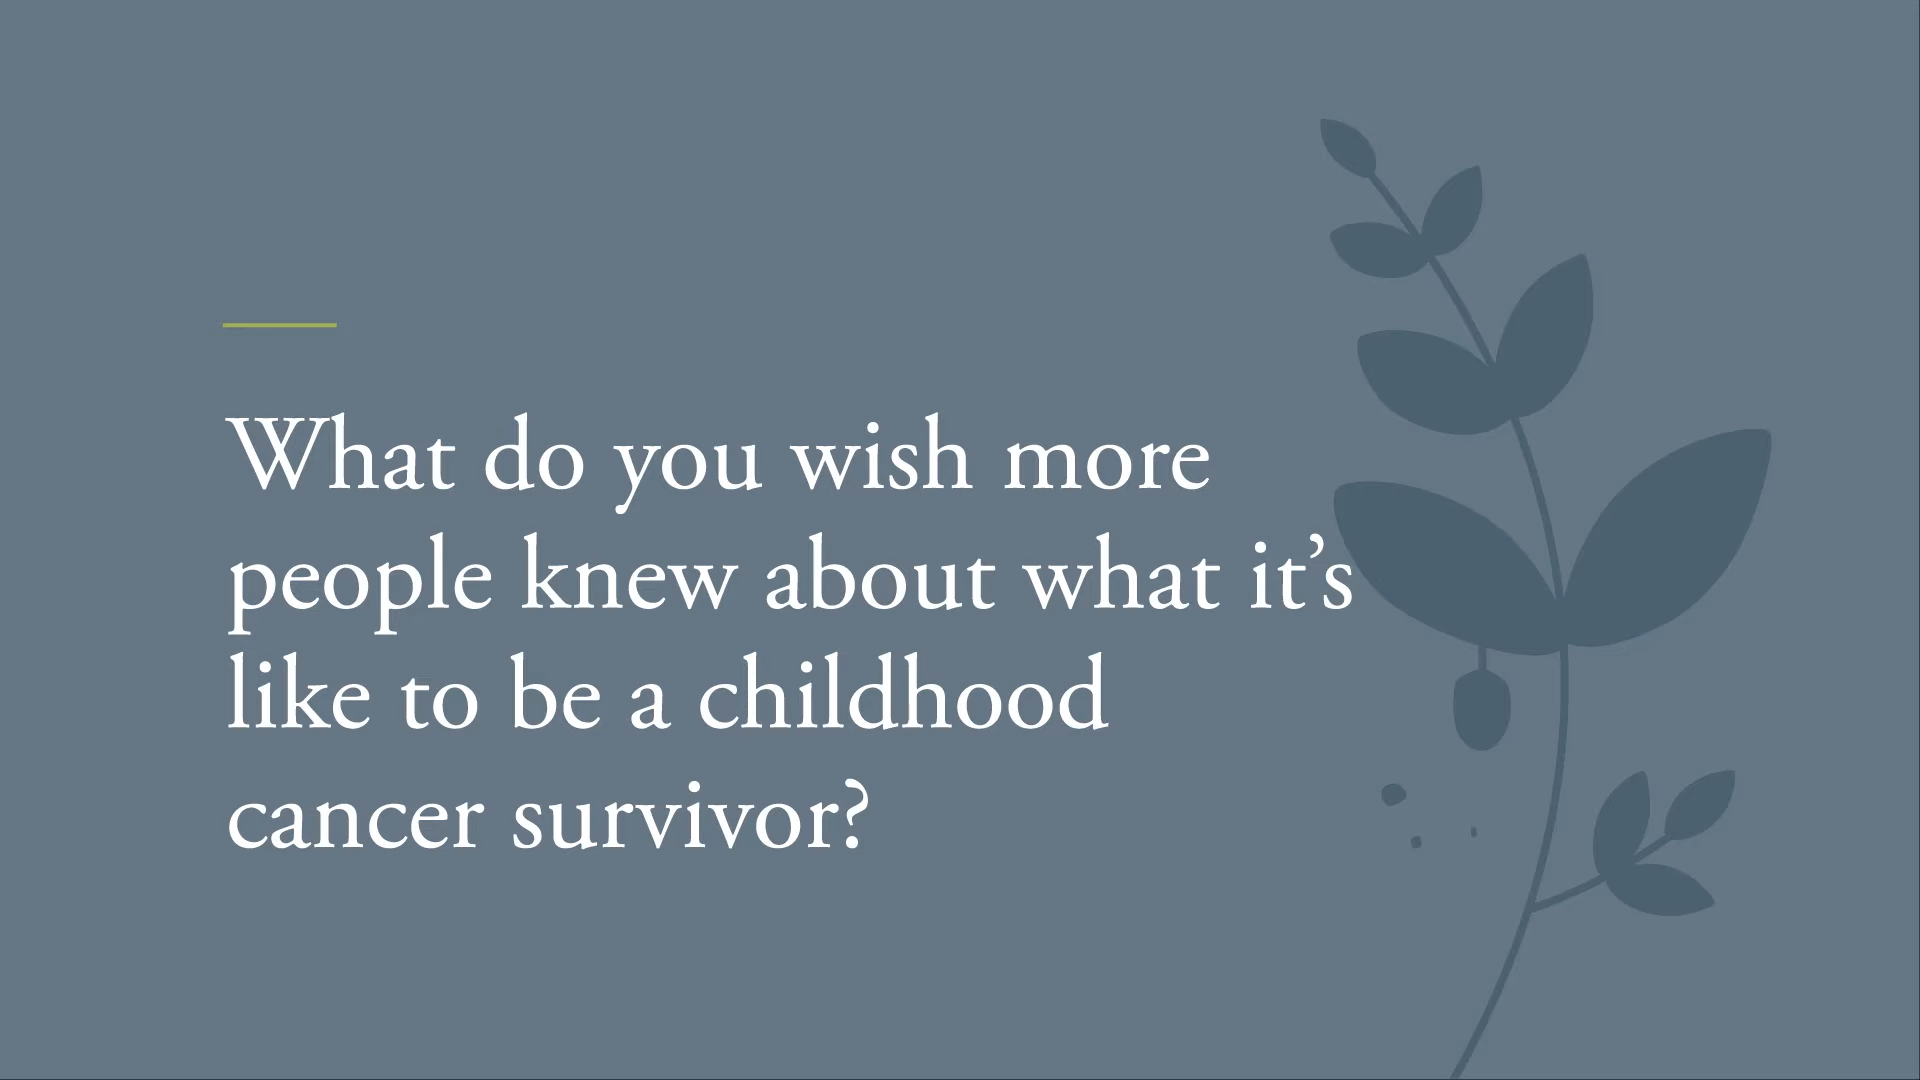 What do you wish more
people knew about what it’s
like to be a childhood
cancer survivor?